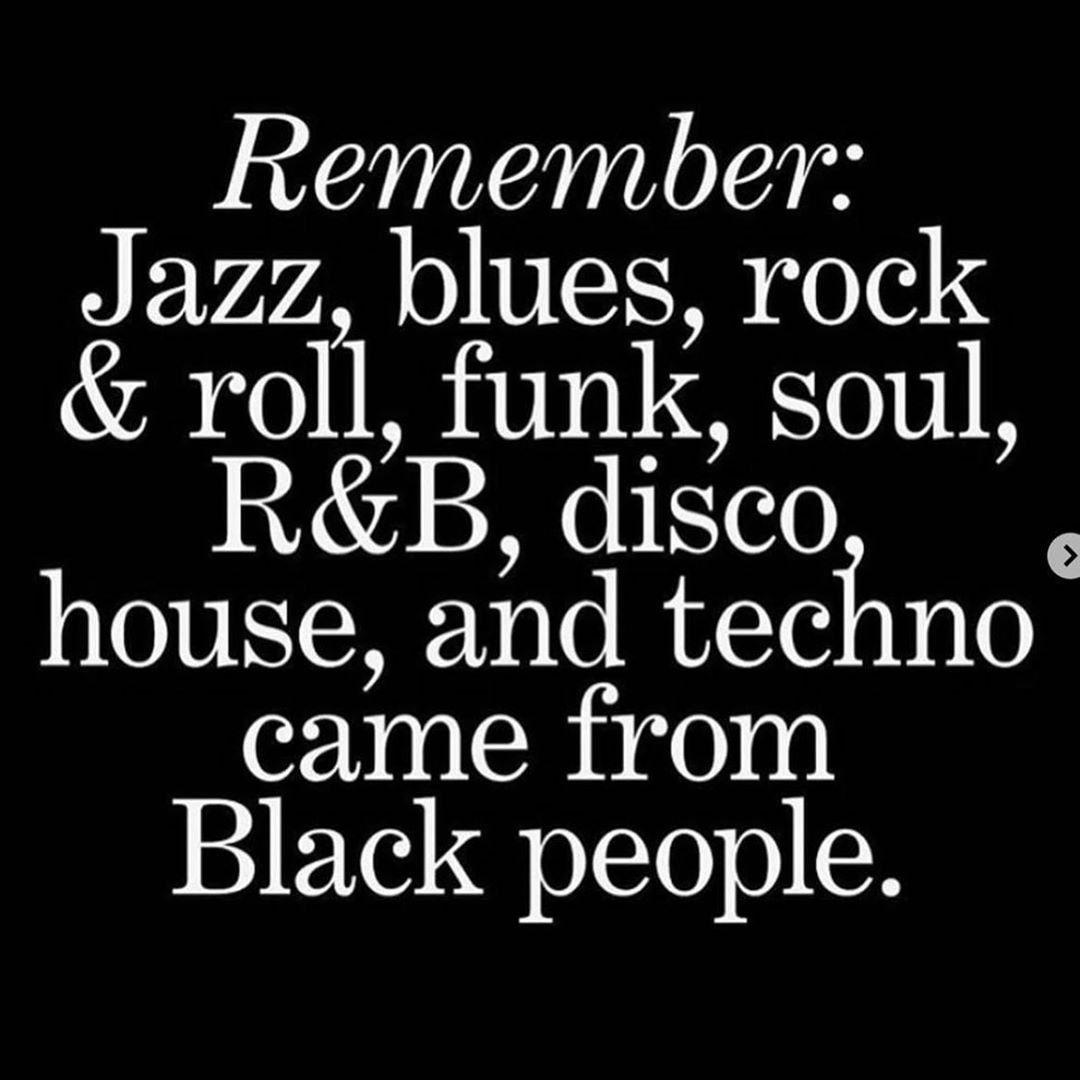 Remember:
Jazz, blues, rock
& roll, funk, soul,
R&B, disco,
house, and techno
came from
Black people.